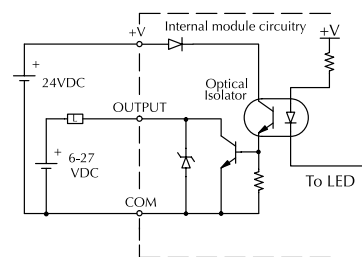 Internal module circuitry
+V
+V
+
24VDC
Optical
Isolator
OUTPUT
L
+
6-27
VDC
To LED
COM